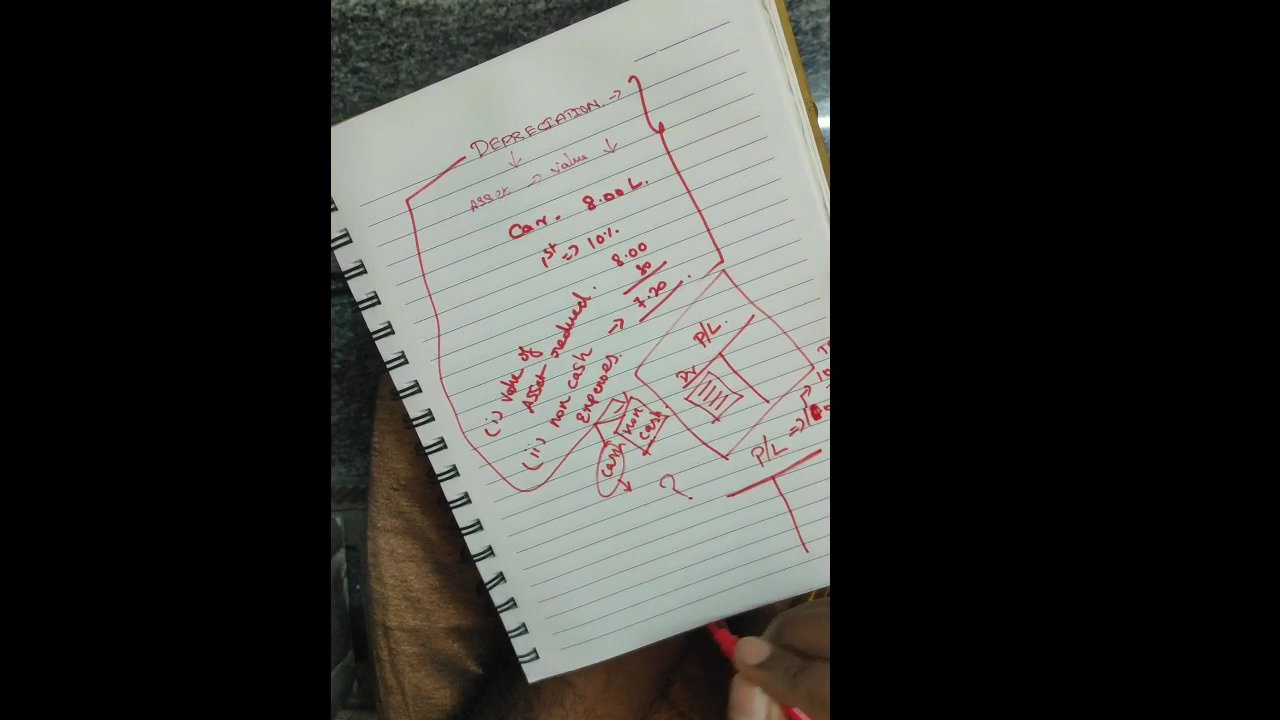 DEPRECIATION. →
↓
Asset → value ↓
Car - 8.00 L.
1st ⇒ 10%
8.00
80
7.20
(i) Value of
Asset reduced.
(ii) non cash →
expenses.
cash
non
cash
?
P/L.
Dr
P/L ⇒